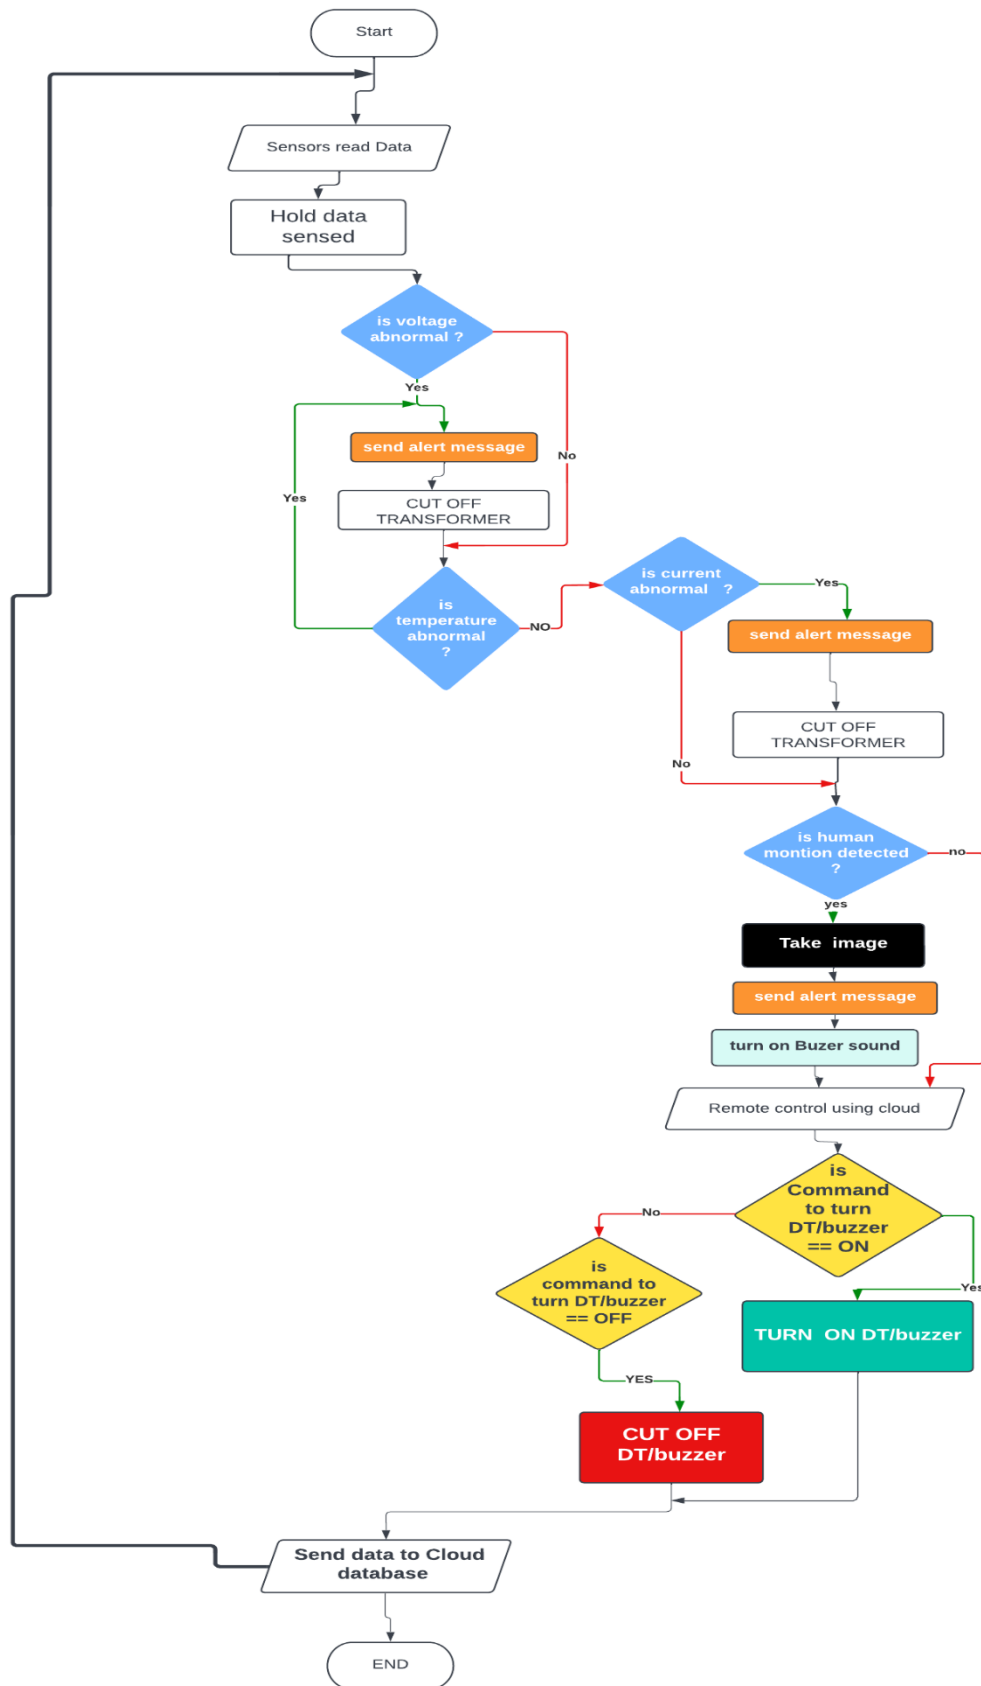 Start
Sensors read Data
Hold data
sensed
is voltage
abnormal ?
Yes
No
send alert message
Yes
CUT OFF
TRANSFORMER
is
temperature
abnormal
?
NO
is current
abnormal ?
Yes
send alert message
CUT OFF
TRANSFORMER
No
is human
montion detected
?
no
yes
Take image
send alert message
turn on Buzer sound
Remote control using cloud
is
Command
to turn
DT/buzzer
== ON
No
Yes
is
command to
turn DT/buzzer
== OFF
TURN ON DT/buzzer
YES
CUT OFF
DT/buzzer
Send data to Cloud
database
END